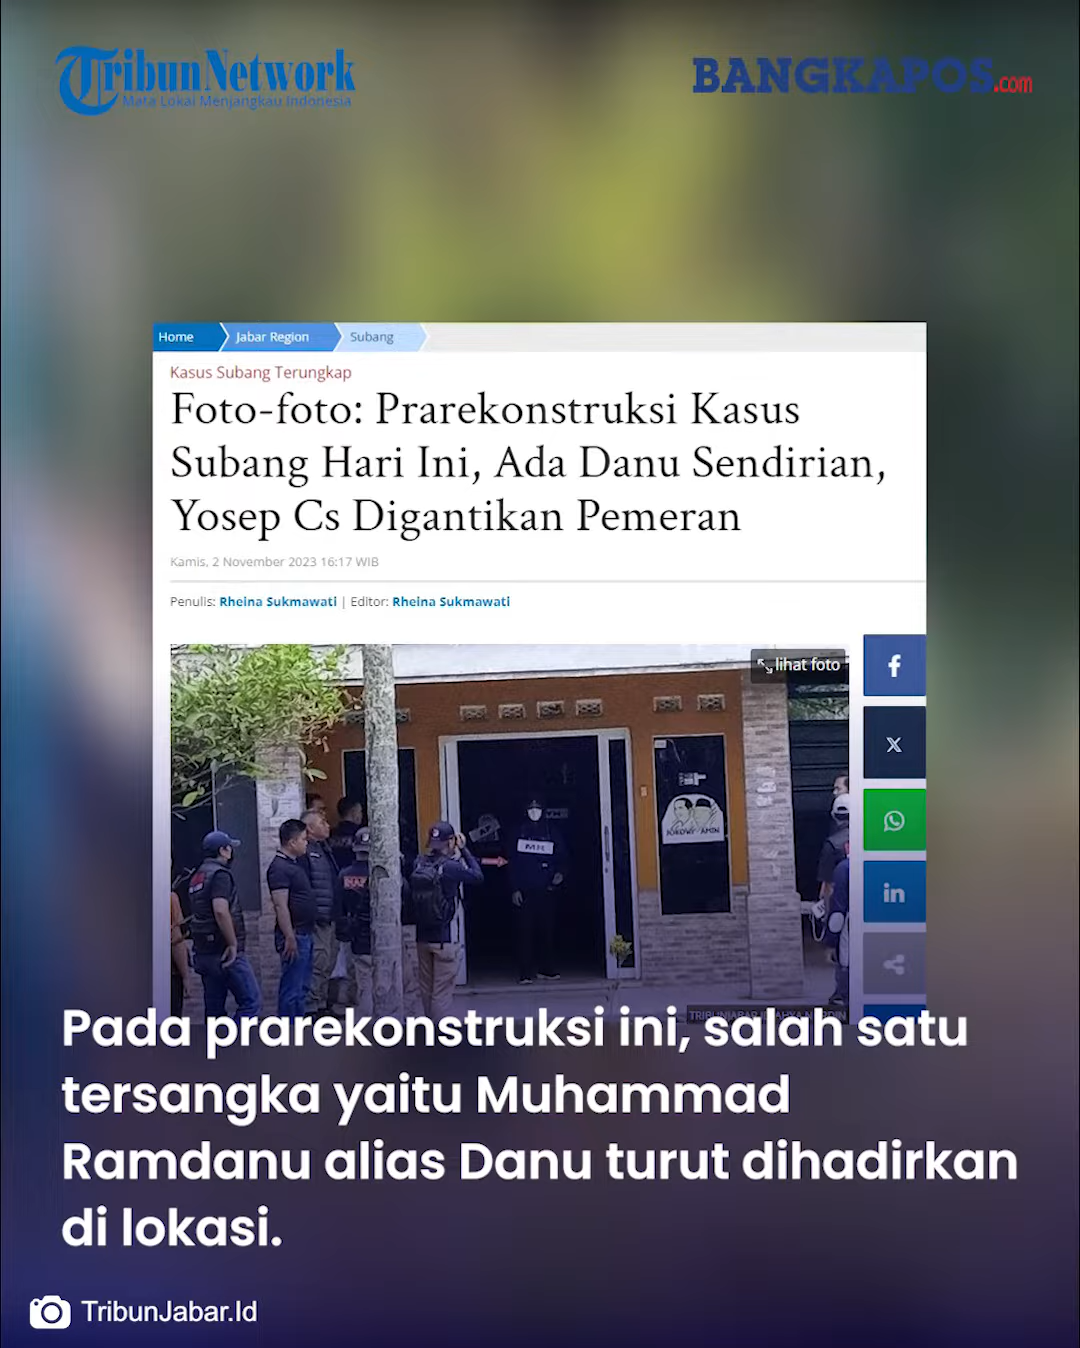 Tribun Network
Mata Lokal Menjangkau Indonesia
BANGKAPOS.com
Home
Jabar Region
Subang
Kasus Subang Terungkap
Foto-foto: Prarekonstruksi Kasus
Subang Hari Ini, Ada Danu Sendirian,
Yosep Cs Digantikan Pemeran
Kamis, 2 November 2023 16:17 WIB
Penulis: Rheina Sukmawati | Editor: Rheina Sukmawati
lihat foto
MR
Pada prarekonstruksi ini, salah satu
tersangka yaitu Muhammad
Ramdanu alias Danu turut dihadirkan
di lokasi.
TribunJabar.Id